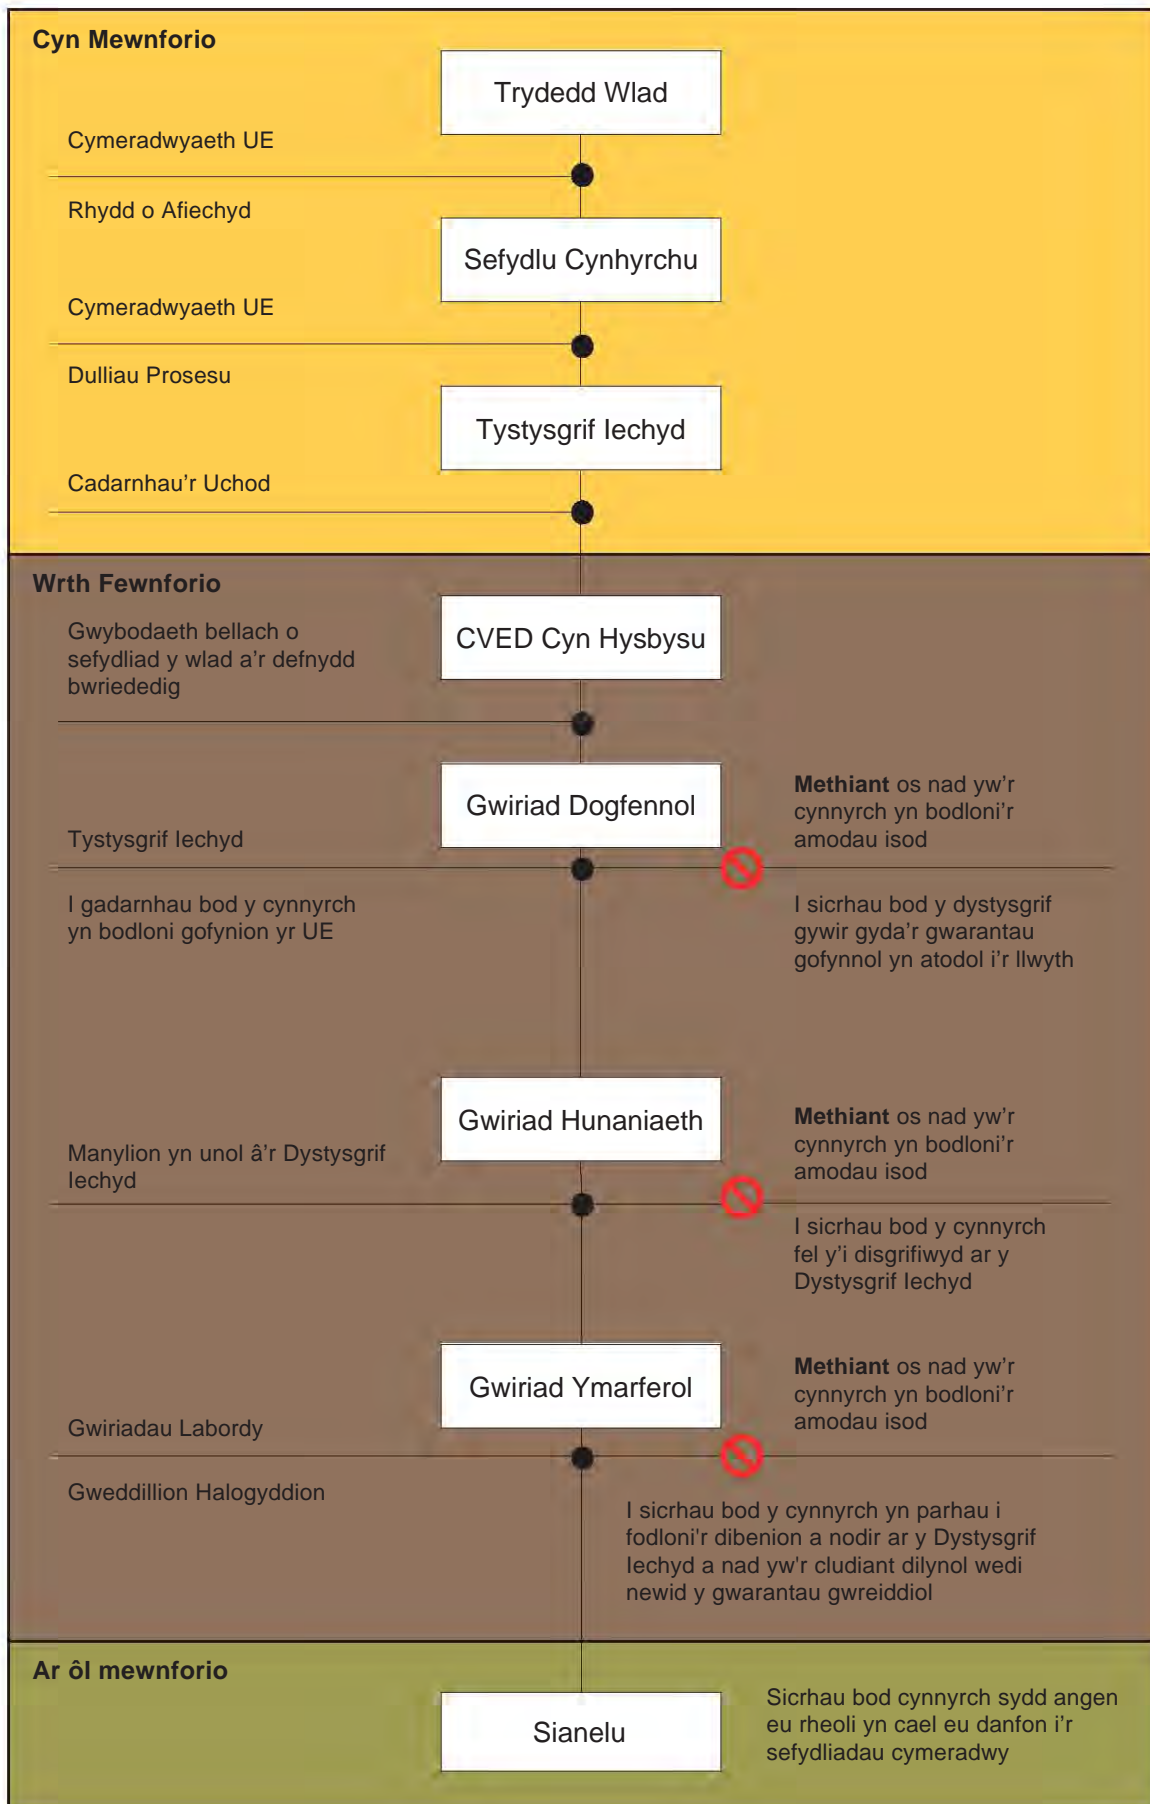 Cyn Mewnforio
Trydedd Wlad
Cymeradwyaeth UE
Rhydd o Afiechyd
Sefydlu Cynhyrchu
Cymeradwyaeth UE
Dulliau Prosesu
Tystysgrif Iechyd
Cadarnhau’r Uchod
Wrth Fewnforio
CVED Cyn Hysbysu
Gwybodaeth bellach o
sefydliad y wlad a’r defnydd
bwriededig
Gwiriad Dogfennol
Methiant os nad yw’r
cynnyrch yn bodloni’r
amodau isod
Tystysgrif Iechyd
I gadarnhau bod y cynnyrch
yn bodloni gofynion yr UE
I sicrhau bod y dystysgrif
gywir gyda’r gwarantau
gofynnol yn atodol i’r llwyth
Gwiriad Hunaniaeth
Methiant os nad yw’r
cynnyrch yn bodloni’r
amodau isod
Manylion yn unol â’r Dystysgrif
Iechyd
I sicrhau bod y cynnyrch
fel y’i disgrifiwyd ar y
Dystysgrif Iechyd
Gwiriad Ymarferol
Methiant os nad yw’r
cynnyrch yn bodloni’r
amodau isod
Gwiriadau Labordy
Gweddillion Halogyddion
I sicrhau bod y cynnyrch yn parhau i
fodloni'r dibenion a nodir ar y Dystysgrif
Iechyd a nad yw'r cludiant dilynol wedi
newid y gwarantau gwreiddiol
Ar ôl mewnforio
Sianelu
Sicrhau bod cynnyrch sydd angen
eu rheoli yn cael eu danfon i’r
sefydliadau cymeradwy